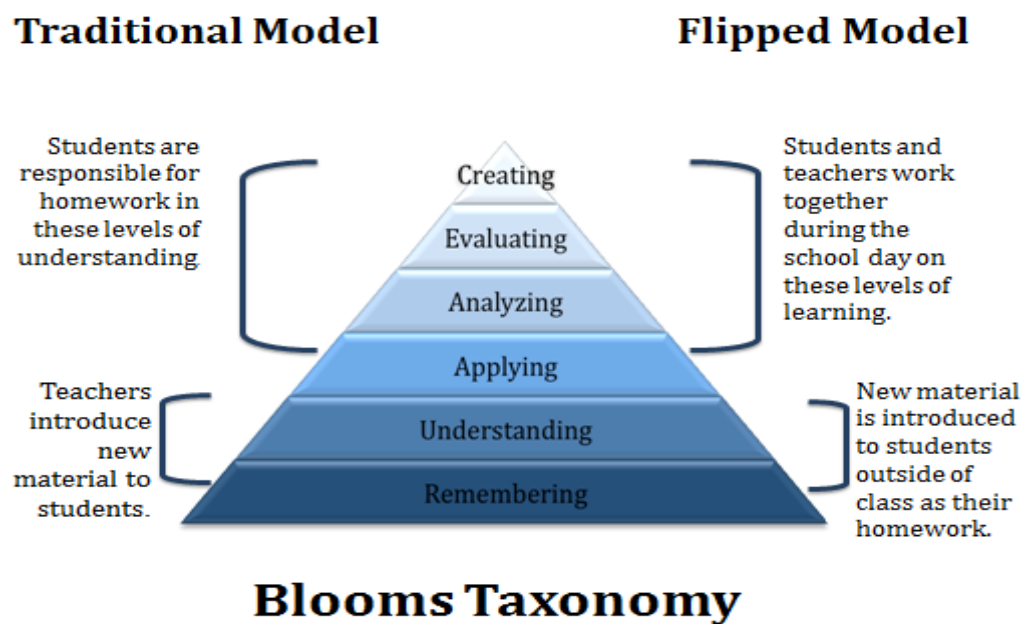 Traditional Model
Flipped Model
Students are
responsible for
homework in
these levels of
understanding
Creating
Evaluating
Analyzing
Applying
Understanding
Remembering
Students and
teachers work
together
during the
school day on
these levels of
learning.
Teachers
introduce
new
material to
students.
New material
is introduced
to students
outside of
class as their
homework.
Blooms Taxonomy